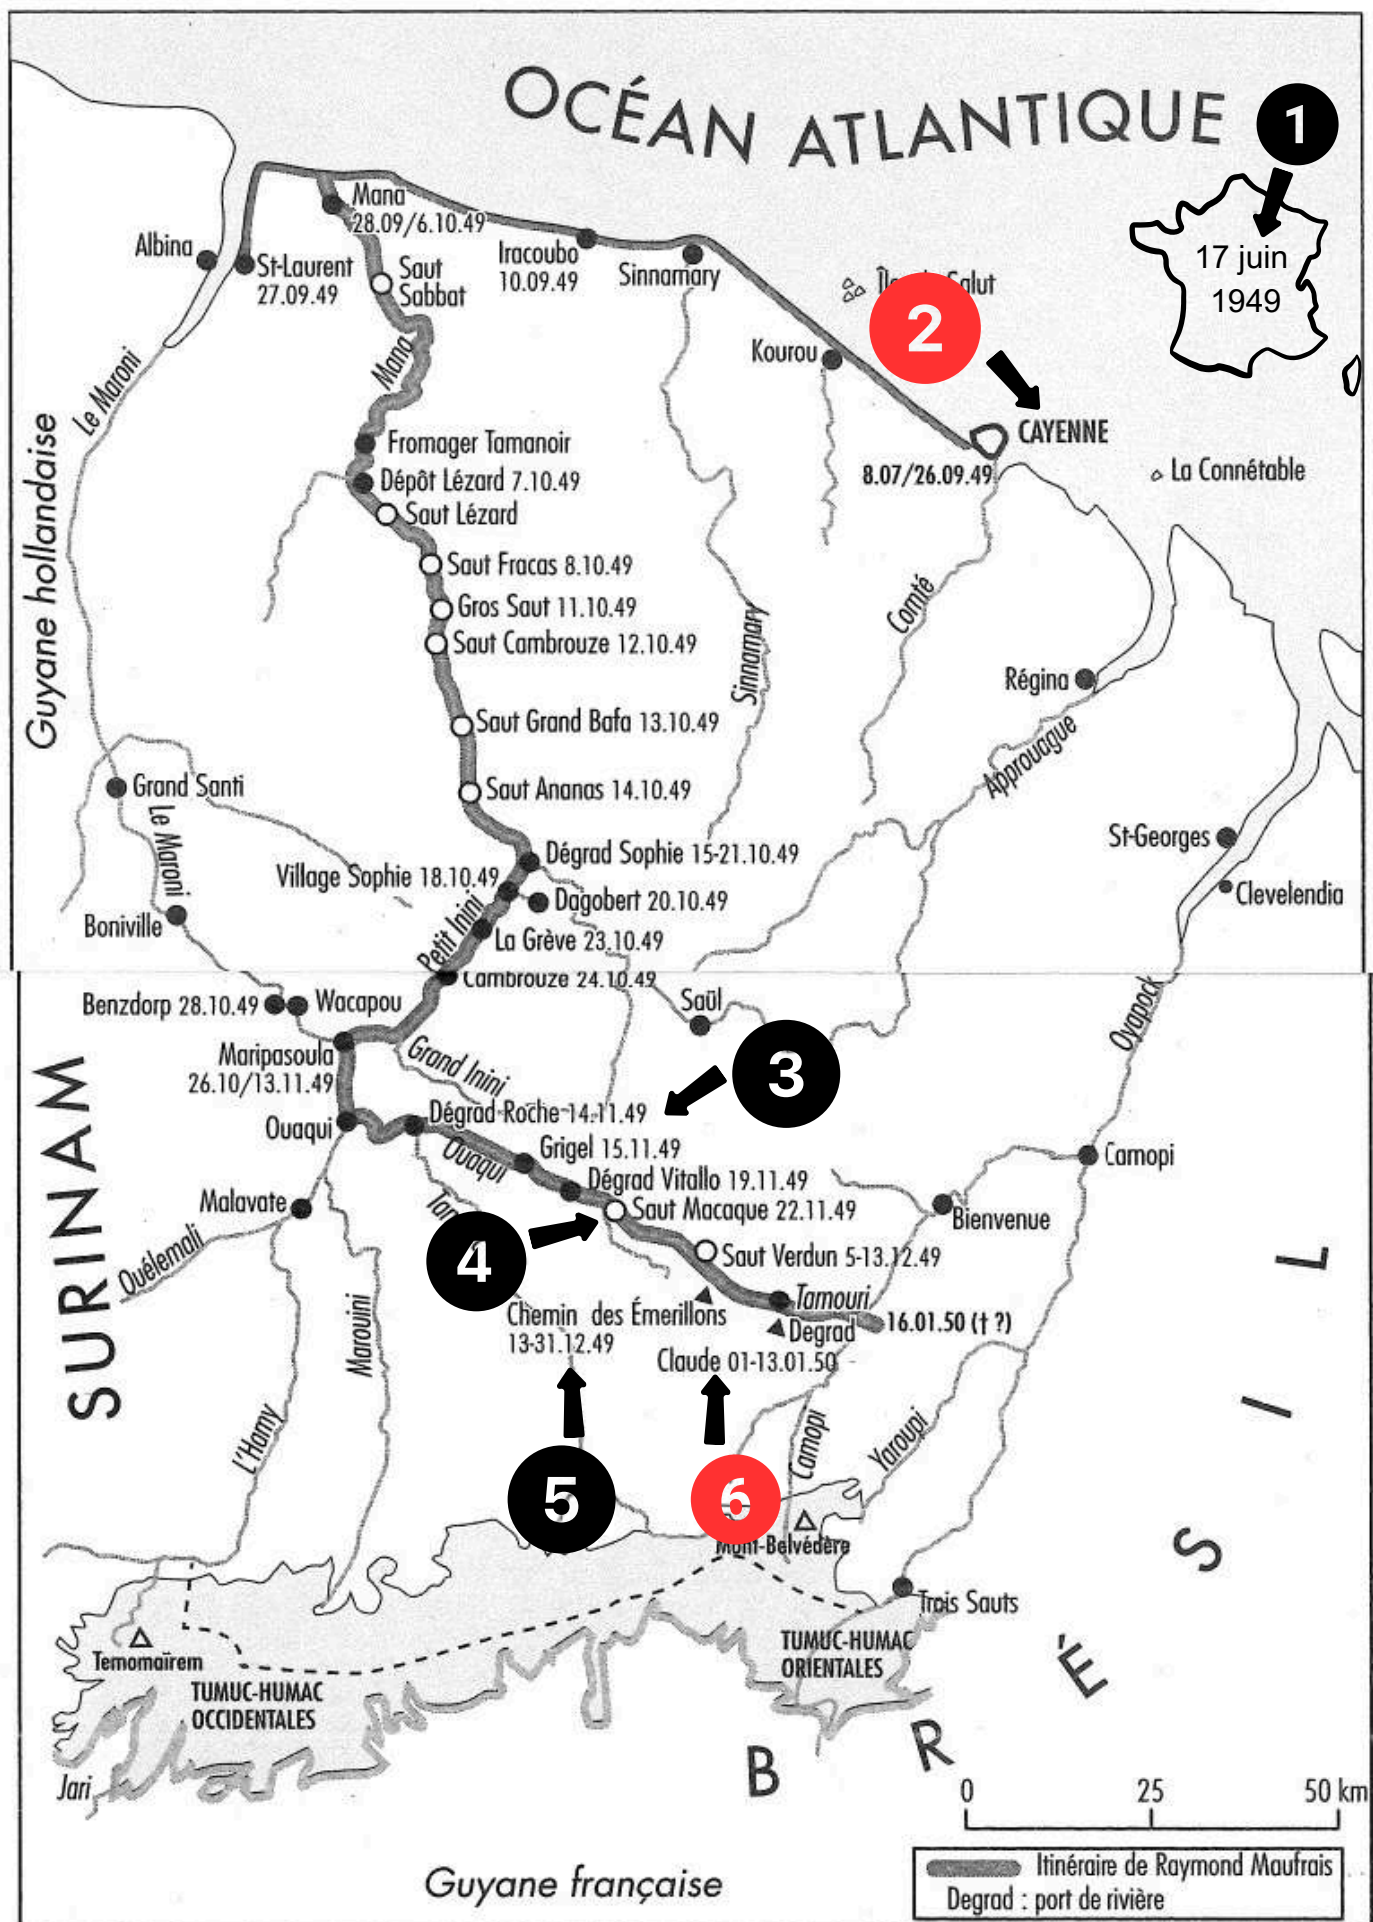 OCÉAN ATLANTIQUE
1
17 juin
1949
Mana
28.09/6.10.49
Albina
St-Laurent
27.09.49
Saut
Sabbat
Iracoubo
10.09.49
Sinnamary
2
Kourou
Le Maroni
Mana
CAYENNE
8.07/26.09.49
La Connétable
Guyane hollandaise
Fromager Tamanoir
Dépôt Lézard 7.10.49
Saut Lézard
Saut Fracas 8.10.49
Gros Saut 11.10.49
Saut Cambrouze 12.10.49
Comté
Sinnamary
Régina
Saut Grand Bafa 13.10.49
Approuague
Grand Santi
Saut Ananas 14.10.49
Le Maroni
St-Georges
Dégrad Sophie 15-21.10.49
Village Sophie 18.10.49
Dagobert 20.10.49
Clevelendia
Boniville
Petit Inini
La Grève 23.10.49
Cambrouze 24.10.49
Benzdorp 28.10.49
Wacapou
Saül
Oyapock
Maripasoula
26.10/13.11.49
Grand Inini
3
SURINAM
Ouaqui
Dégrad Roche 14.11.49
Ouaqui
Grigel 15.11.49
Camopi
Dégrad Vitallo 19.11.49
Malavate
Saut Macaque 22.11.49
Bienvenue
4
Ouélemali
Saut Verdun 5-13.12.49
Marouini
Chemin des Émerillons
13-31.12.49
Tamouri
Degrad
16.01.50 († ?)
Claude 01-13.01.50
L'Hamy
Camopi
Yaroupi
5
6
Mont-Belvédère
Trois Sauts
Temomaïrem
TUMUC-HUMAC
OCCIDENTALES
TUMUC-HUMAC
ORIENTALES
BRÉSIL
Jari
0 25 50 km
Guyane française
Itinéraire de Raymond Maufrais
Degrad : port de rivière